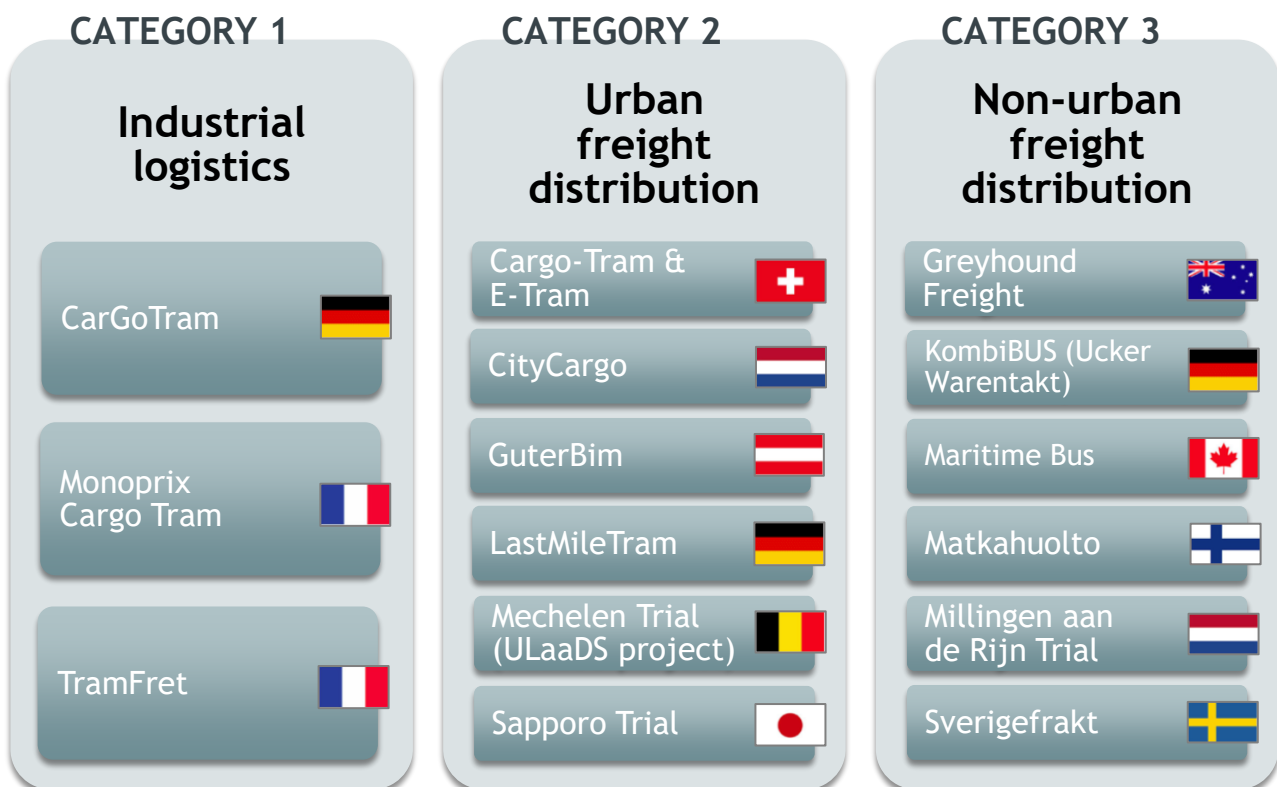 CATEGORY 1
Industrial
logistics
CarGoTram
Monoprix
Cargo Tram
TramFret
CATEGORY 2
Urban
freight
distribution
Cargo-Tram &
E-Tram
CityCargo
GuterBim
LastMileTram
Mechelen Trial
(ULaaDS project)
Sapporo Trial
CATEGORY 3
Non-urban
freight
distribution
Greyhound
Freight
KombiBUS (Ucker
Warentakt)
Maritime Bus
Matkahuolto
Millingen aan
de Rijn Trial
Sverigefrakt